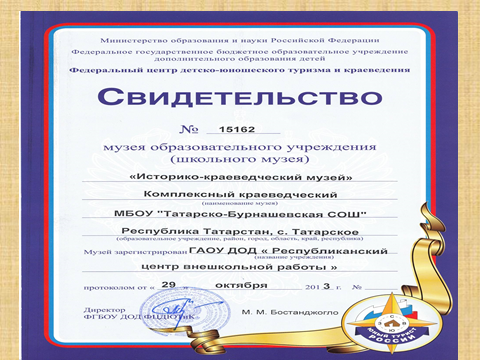 Министерство образования и науки Российской Федерации
Федеральное государственное бюджетное образовательное учреждение
дополнительного образования детей
Федеральный центр детско-юношеского туризма и краеведения
СВИДЕТЕЛЬСТВО
№ 15162
музея образовательного учреждения
(школьного музея)
«Историко-краеведческий музей»
Комплексный краеведческий
(наименование музея)
МБОУ "Татарско-Бурнашевская СОШ"
Республика Татарстан, с. Татарское
(образовательное учреждение, район, город, область, край, республика)
Музей зарегистрирован ГАОУ ДОД « Республиканский
(название учреждения)
центр внешкольной работы »
протоколом от « 29 » октября 2013 г. №
Директор
ФГБОУ ДОД ФЦДЮТиК
М. М. Бостанджогло
ЮНЫЙ ТУРИСТ
РОССИИ